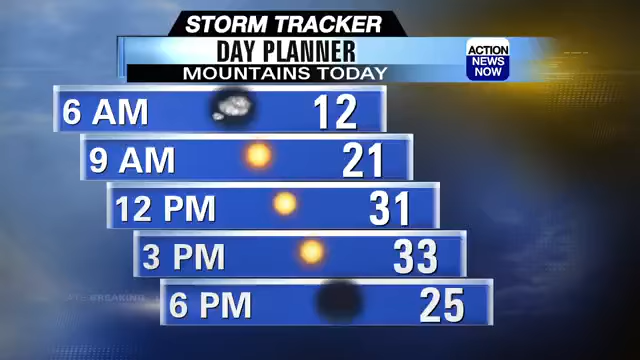 STORM TRACKER
DAY PLANNER
MOUNTAINS TODAY
ACTION
NEWS
NOW
6 AM 12
9 AM 21
12 PM 31
3 PM 33
6 PM 25
BREAKING